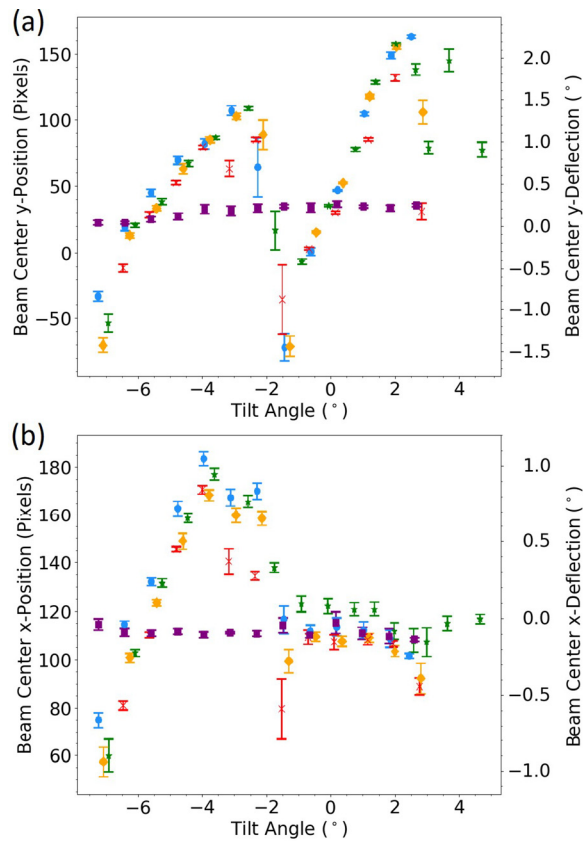 (a)
Beam Center y-Position (Pixels)
150
100
50
0
−50
2.0
1.5
1.0
0.5
0.0
−0.5
−1.0
−1.5
Beam Center y-Deflection (°)
−6 −4 −2 0 2 4
Tilt Angle (°)
(b)
Beam Center x-Position (Pixels)
180
160
140
120
100
80
60
1.0
0.5
0.0
−0.5
−1.0
Beam Center x-Deflection (°)
−6 −4 −2 0 2 4
Tilt Angle (°)